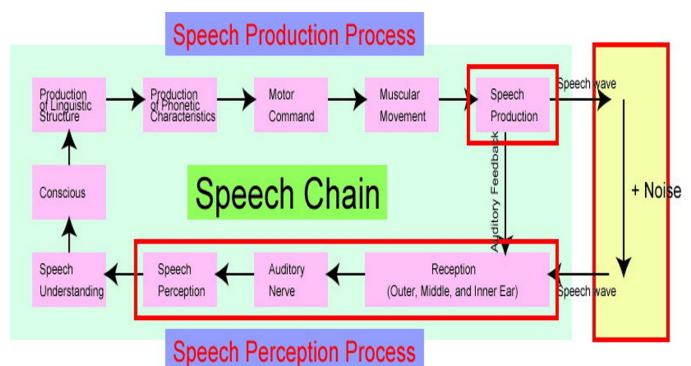 Speech Production Process
Production
of Linguistic
Structure
Production
of Phonetic
Characteristics
Motor
Command
Muscular
Movement
Speech
Production
Speech wave
Auditory Feedback
+ Noise
Conscious
Speech Chain
Speech
Understanding
Speech
Perception
Auditory
Nerve
Reception
(Outer, Middle, and Inner Ear)
Speech wave
Speech Perception Process